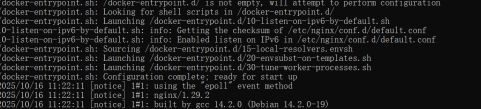 /docker-entrypoint.sh: /docker-entrypoint.d/ is not empty, will attempt to perform configuration
/docker-entrypoint.sh: Looking for shell scripts in /docker-entrypoint.d/
/docker-entrypoint.sh: Launching /docker-entrypoint.d/10-listen-on-ipv6-by-default.sh
0-listen-on-ipv6-by-default.sh: info: Getting the checksum of /etc/nginx/conf.d/default.conf
0-listen-on-ipv6-by-default.sh: info: Enabled listen on IPv6 in /etc/nginx/conf.d/default.conf
/docker-entrypoint.sh: Sourcing /docker-entrypoint.d/15-local-resolvers.envsh
/docker-entrypoint.sh: Launching /docker-entrypoint.d/20-envsubst-on-templates.sh
/docker-entrypoint.sh: Launching /docker-entrypoint.d/30-tune-worker-processes.sh
/docker-entrypoint.sh: Configuration complete; ready for start up
2025/10/16 11:22:11 [notice] 1#1: using the "epoll" event method
2025/10/16 11:22:11 [notice] 1#1: nginx/1.29.2
2025/10/16 11:22:11 [notice] 1#1: built by gcc 14.2.0 (Debian 14.2.0-19)